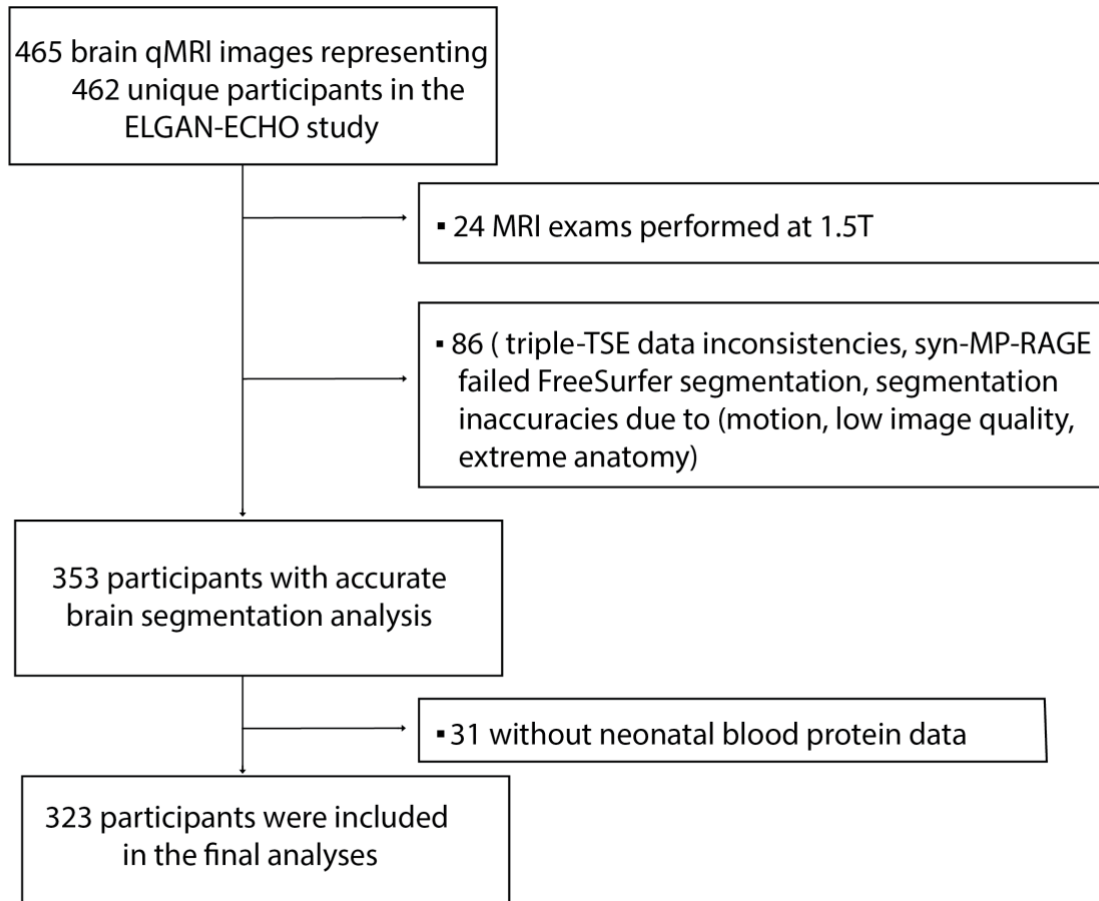 465 brain qMRI images representing
462 unique participants in the
ELGAN-ECHO study
▪ 24 MRI exams performed at 1.5T
▪ 86 ( triple-TSE data inconsistencies, syn-MP-RAGE
failed FreeSurfer segmentation, segmentation
inaccuracies due to (motion, low image quality,
extreme anatomy)
353 participants with accurate
brain segmentation analysis
▪ 31 without neonatal blood protein data
323 participants were included
in the final analyses